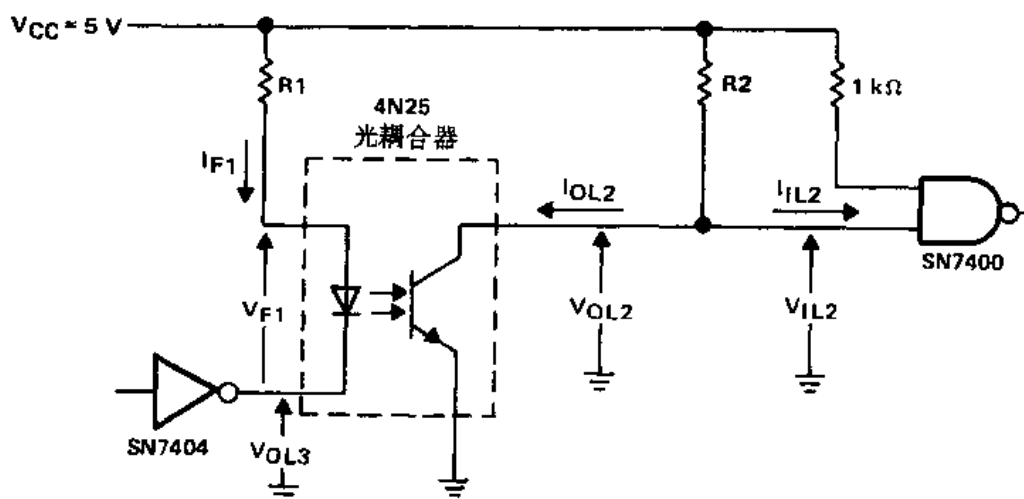 VCC = 5 V
R1
R2
1 kΩ
4N25
光耦合器
IF1
IOL2
IIL2
SN7400
VF1
VOL2
VIL2
SN7404
VOL3